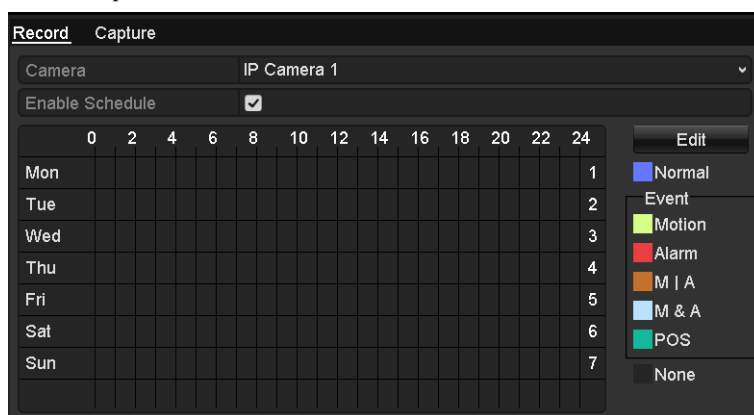 Record Capture
Camera IP Camera 1
Enable Schedule
0 2 4 6 8 10 12 14 16 18 20 22 24 Edit
Mon 1 Normal
Event
Tue 2
Motion
Wed 3
Alarm
Thu 4
M | A
Fri 5
M & A
Sat 6
POS
Sun 7
None